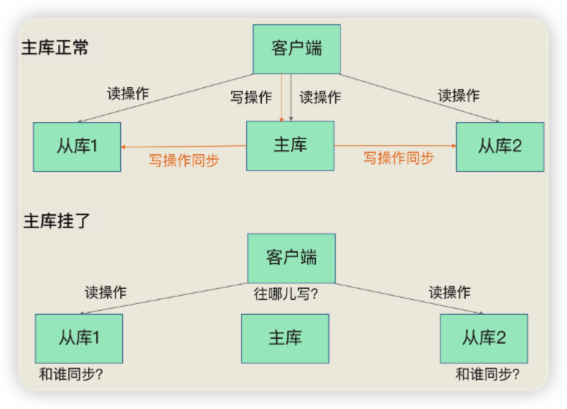 主库正常
客户端
读操作
写操作
读操作
读操作
从库1
主库
从库2
写操作同步
写操作同步
主库挂了
客户端
读操作
往哪儿写?
读操作
从库1
主库
从库2
和谁同步?
和谁同步?